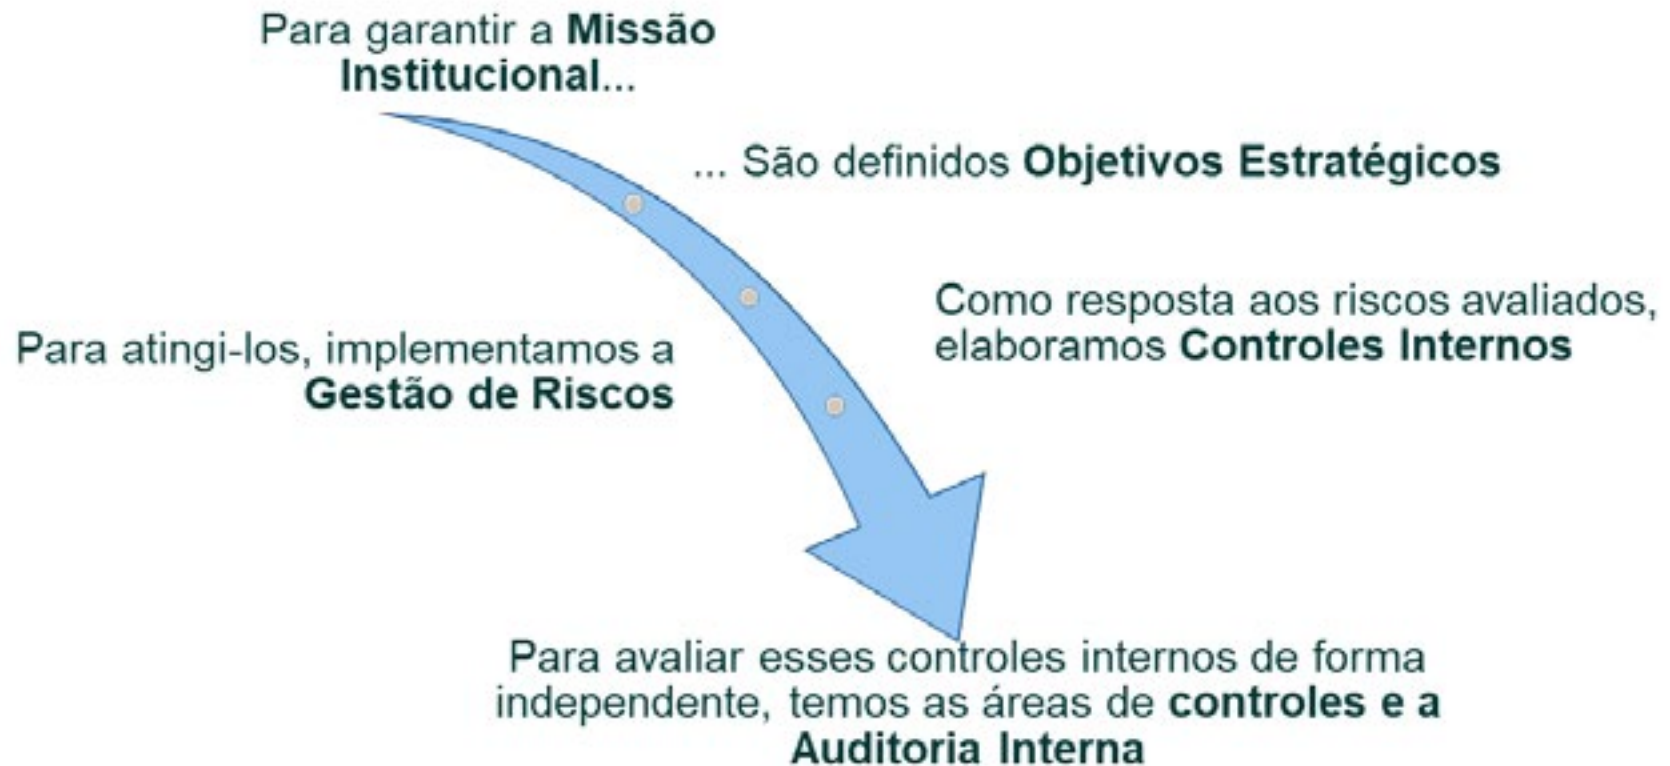 Para garantir a Missão
Institucional...
... São definidos Objetivos Estratégicos
Para atingi-los, implementamos a
Gestão de Riscos
Como resposta aos riscos avaliados,
elaboramos Controles Internos
Para avaliar esses controles internos de forma
independente, temos as áreas de controles e a
Auditoria Interna